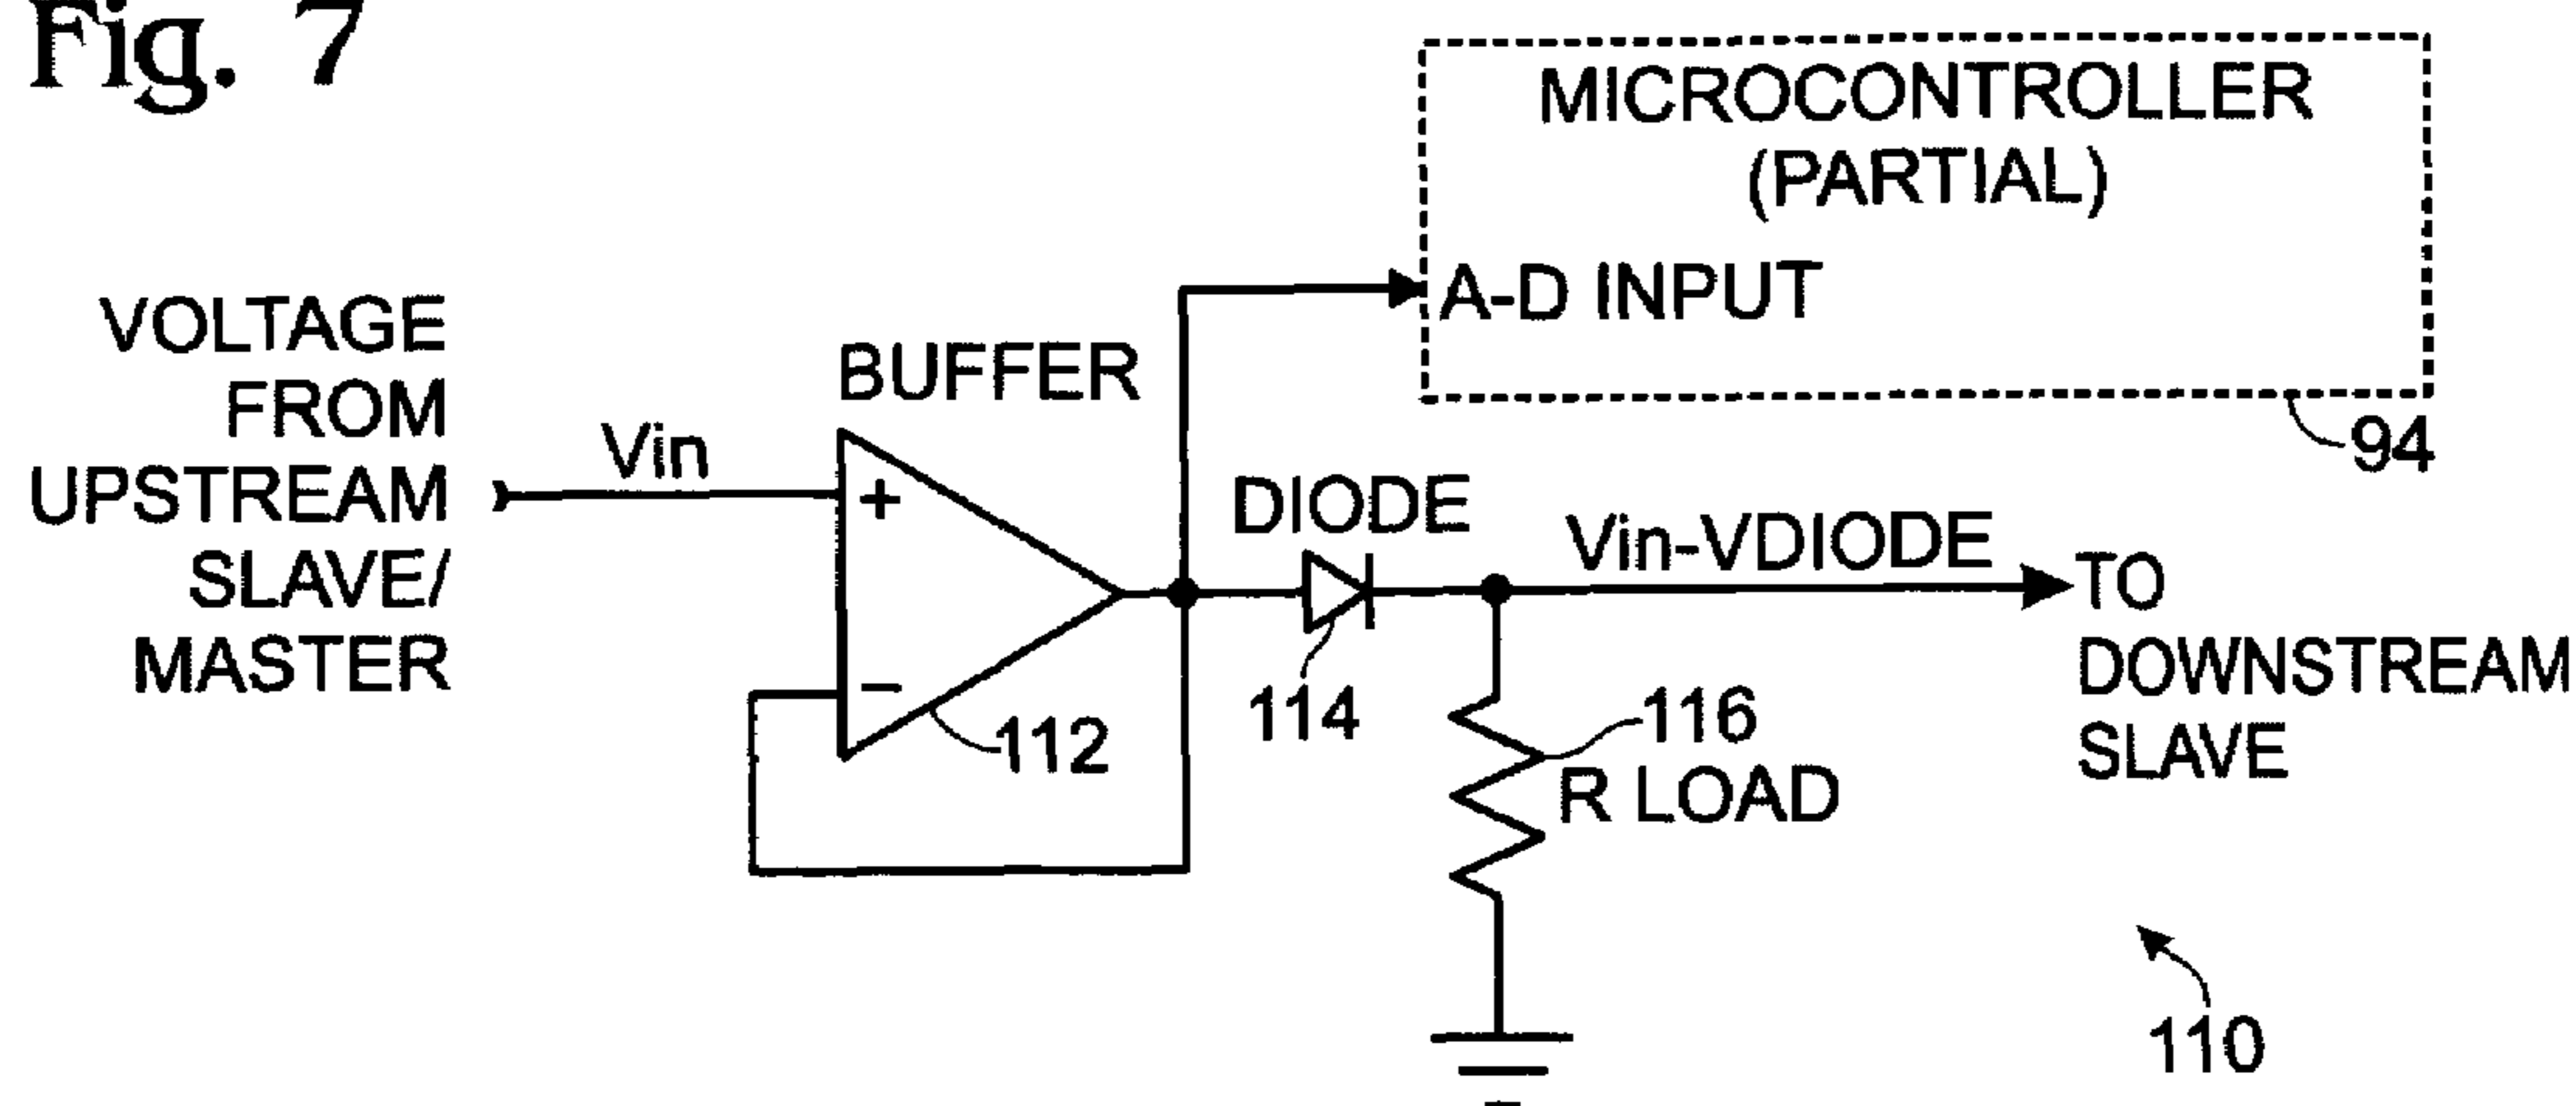 Fig. 7
MICROCONTROLLER
(PARTIAL)
A-D INPUT
94
VOLTAGE
FROM
UPSTREAM
SLAVE/
MASTER
Vin
BUFFER
+
−
112
DIODE
114
Vin-VDIODE
116
R LOAD
TO
DOWNSTREAM
SLAVE
110